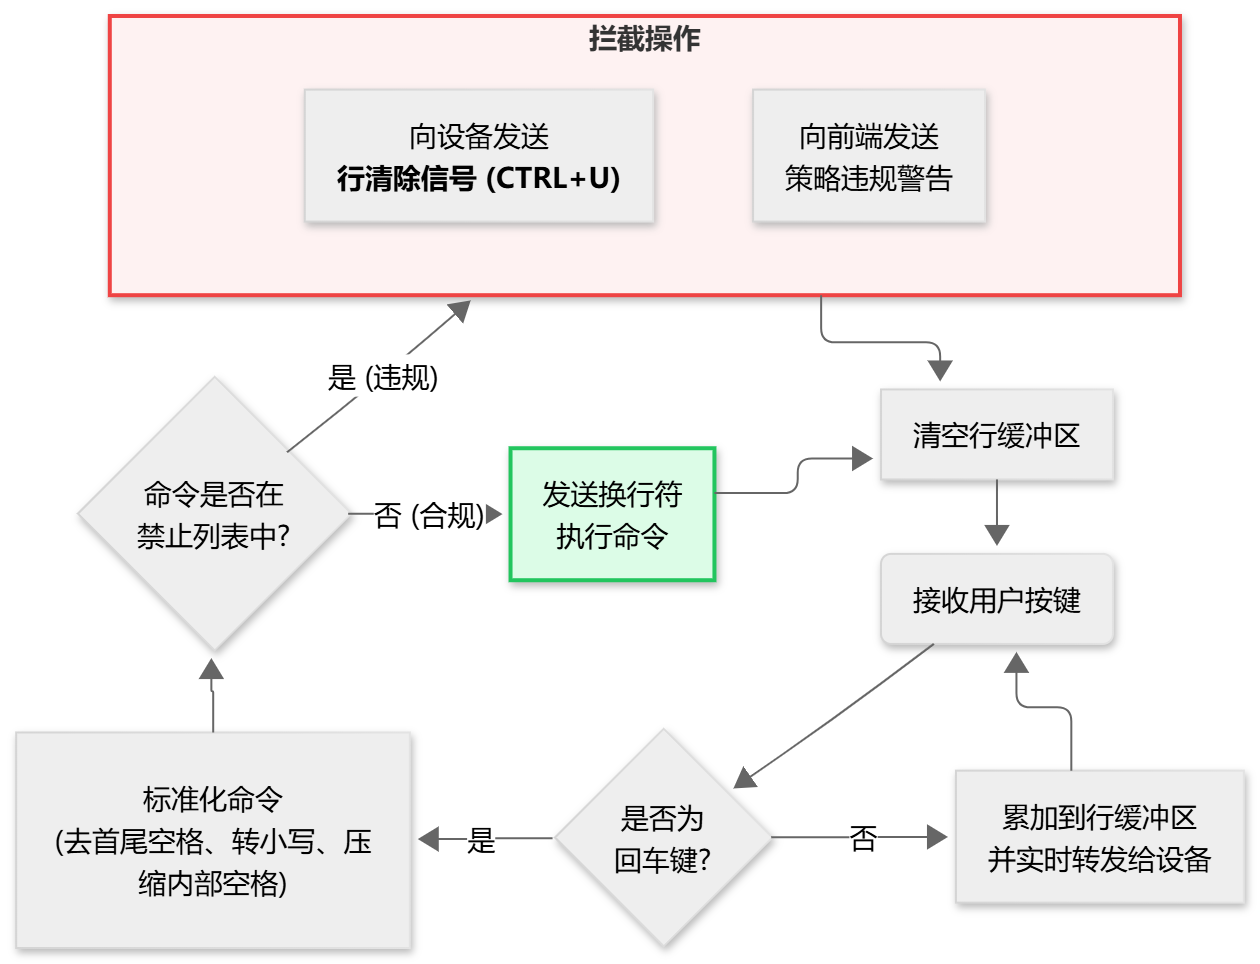 拦截操作
向设备发送
行清除信号 (CTRL+U)
向前端发送
策略违规警告
是 (违规)
清空行缓冲区
命令是否在
禁止列表中?
否 (合规)
发送换行符
执行命令
接收用户按键
标准化命令
(去首尾空格、转小写、压
缩内部空格)
是
是否为
回车键?
否
累加到行缓冲区
并实时转发给设备